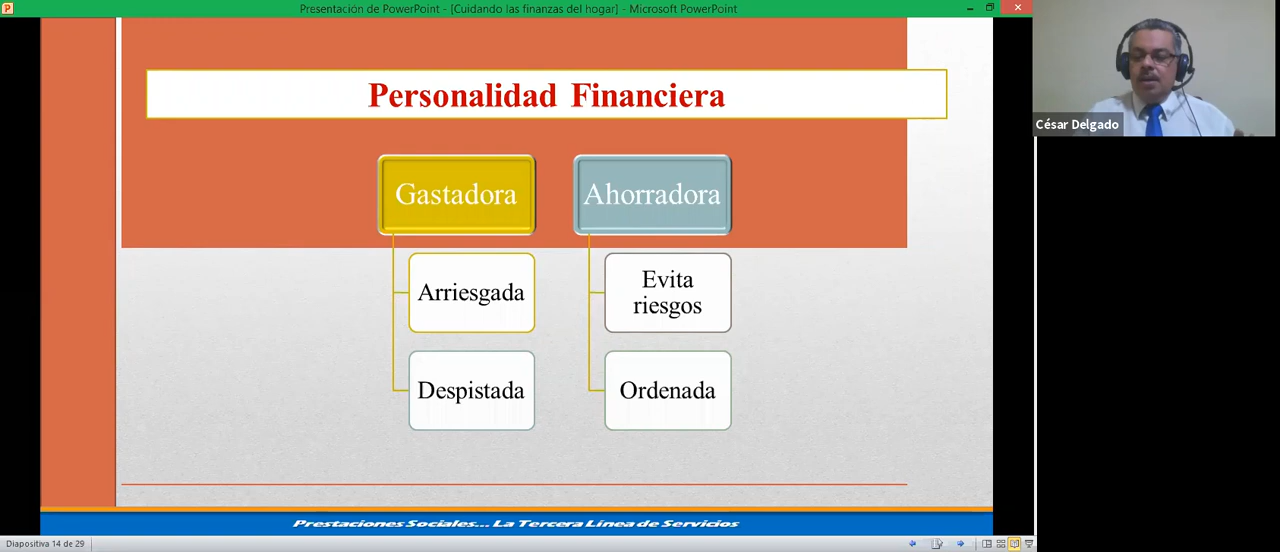 Presentación de PowerPoint - [Cuidando las finanzas del hogar] - Microsoft PowerPoint
Personalidad Financiera
Gastadora
Ahorradora
Arriesgada
Evita
riesgos
Despistada
Ordenada
Prestaciones Sociales... La Tercera Línea de Servicios
Diapositiva 14 de 29
César Delgado